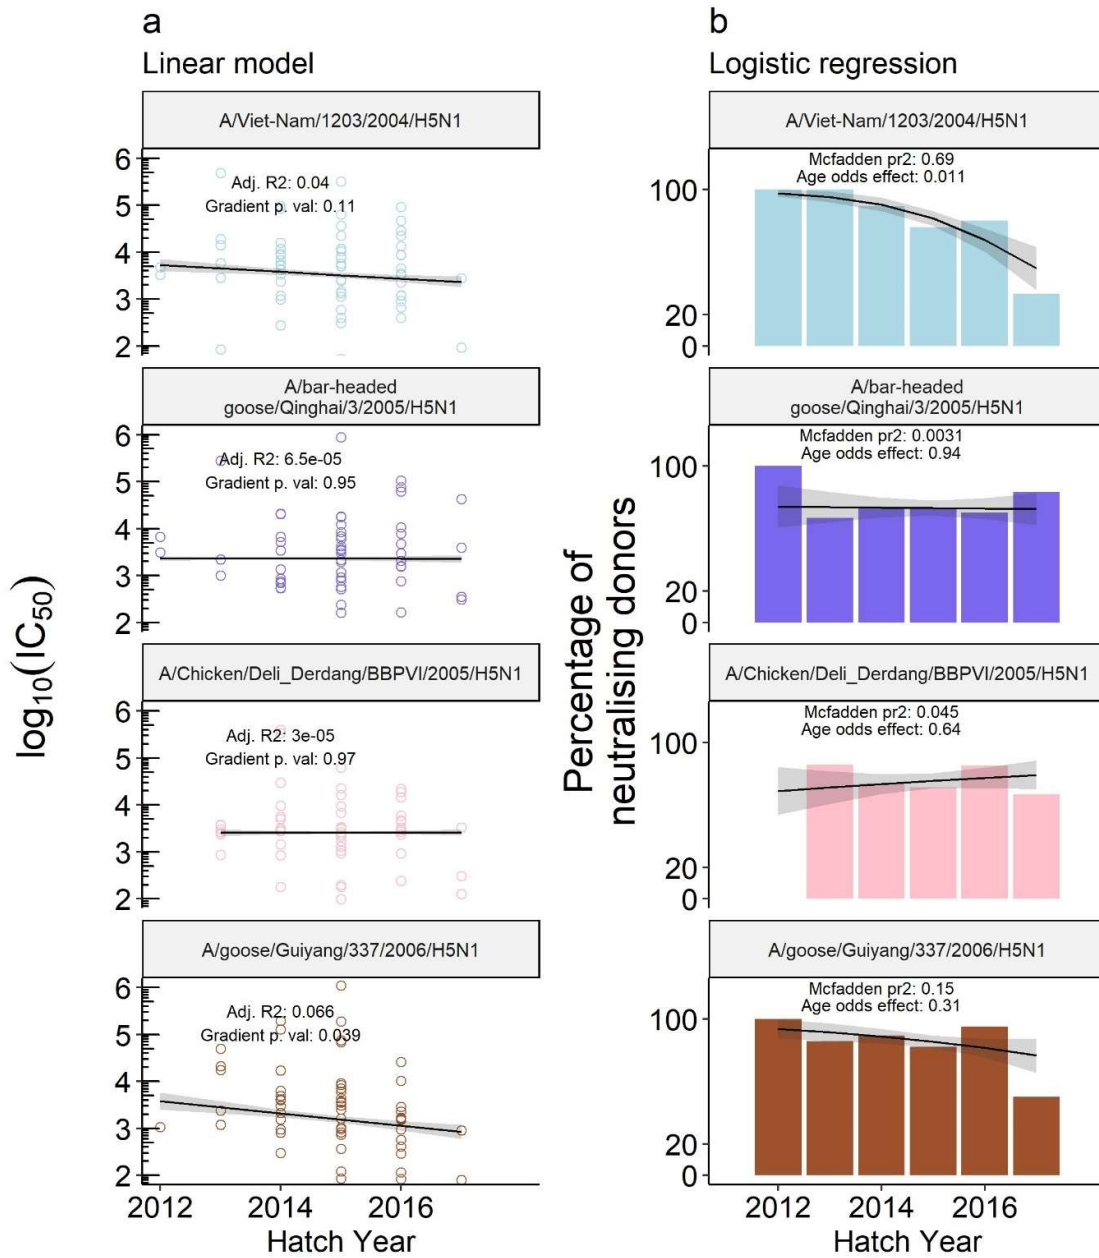 a
Linear model
A/Viet-Nam/1203/2004/H5N1
6
5
4
3
2
Adj. R2: 0.04
Gradient p. val: 0.11
A/bar-headed
goose/Qinghai/3/2005/H5N1
6
5
4
3
2
Adj. R2: 6.5e-05
Gradient p. val: 0.95
A/Chicken/Deli_Derdang/BBPVI/2005/H5N1
6
5
4
3
2
Adj. R2: 3e-05
Gradient p. val: 0.97
A/goose/Guiyang/337/2006/H5N1
6
5
4
3
2
Adj. R2: 0.066
Gradient p. val: 0.039
2012 2014 2016
Hatch Year
log₁₀(IC₅₀)
b
Logistic regression
A/Viet-Nam/1203/2004/H5N1
Mcfadden pr2: 0.69
Age odds effect: 0.011
100
20
0
A/bar-headed
goose/Qinghai/3/2005/H5N1
Mcfadden pr2: 0.0031
Age odds effect: 0.94
100
20
0
A/Chicken/Deli_Derdang/BBPVI/2005/H5N1
Mcfadden pr2: 0.045
Age odds effect: 0.64
100
20
0
A/goose/Guiyang/337/2006/H5N1
Mcfadden pr2: 0.15
Age odds effect: 0.31
100
20
0
2012 2014 2016
Hatch Year
Percentage of
neutralising donors